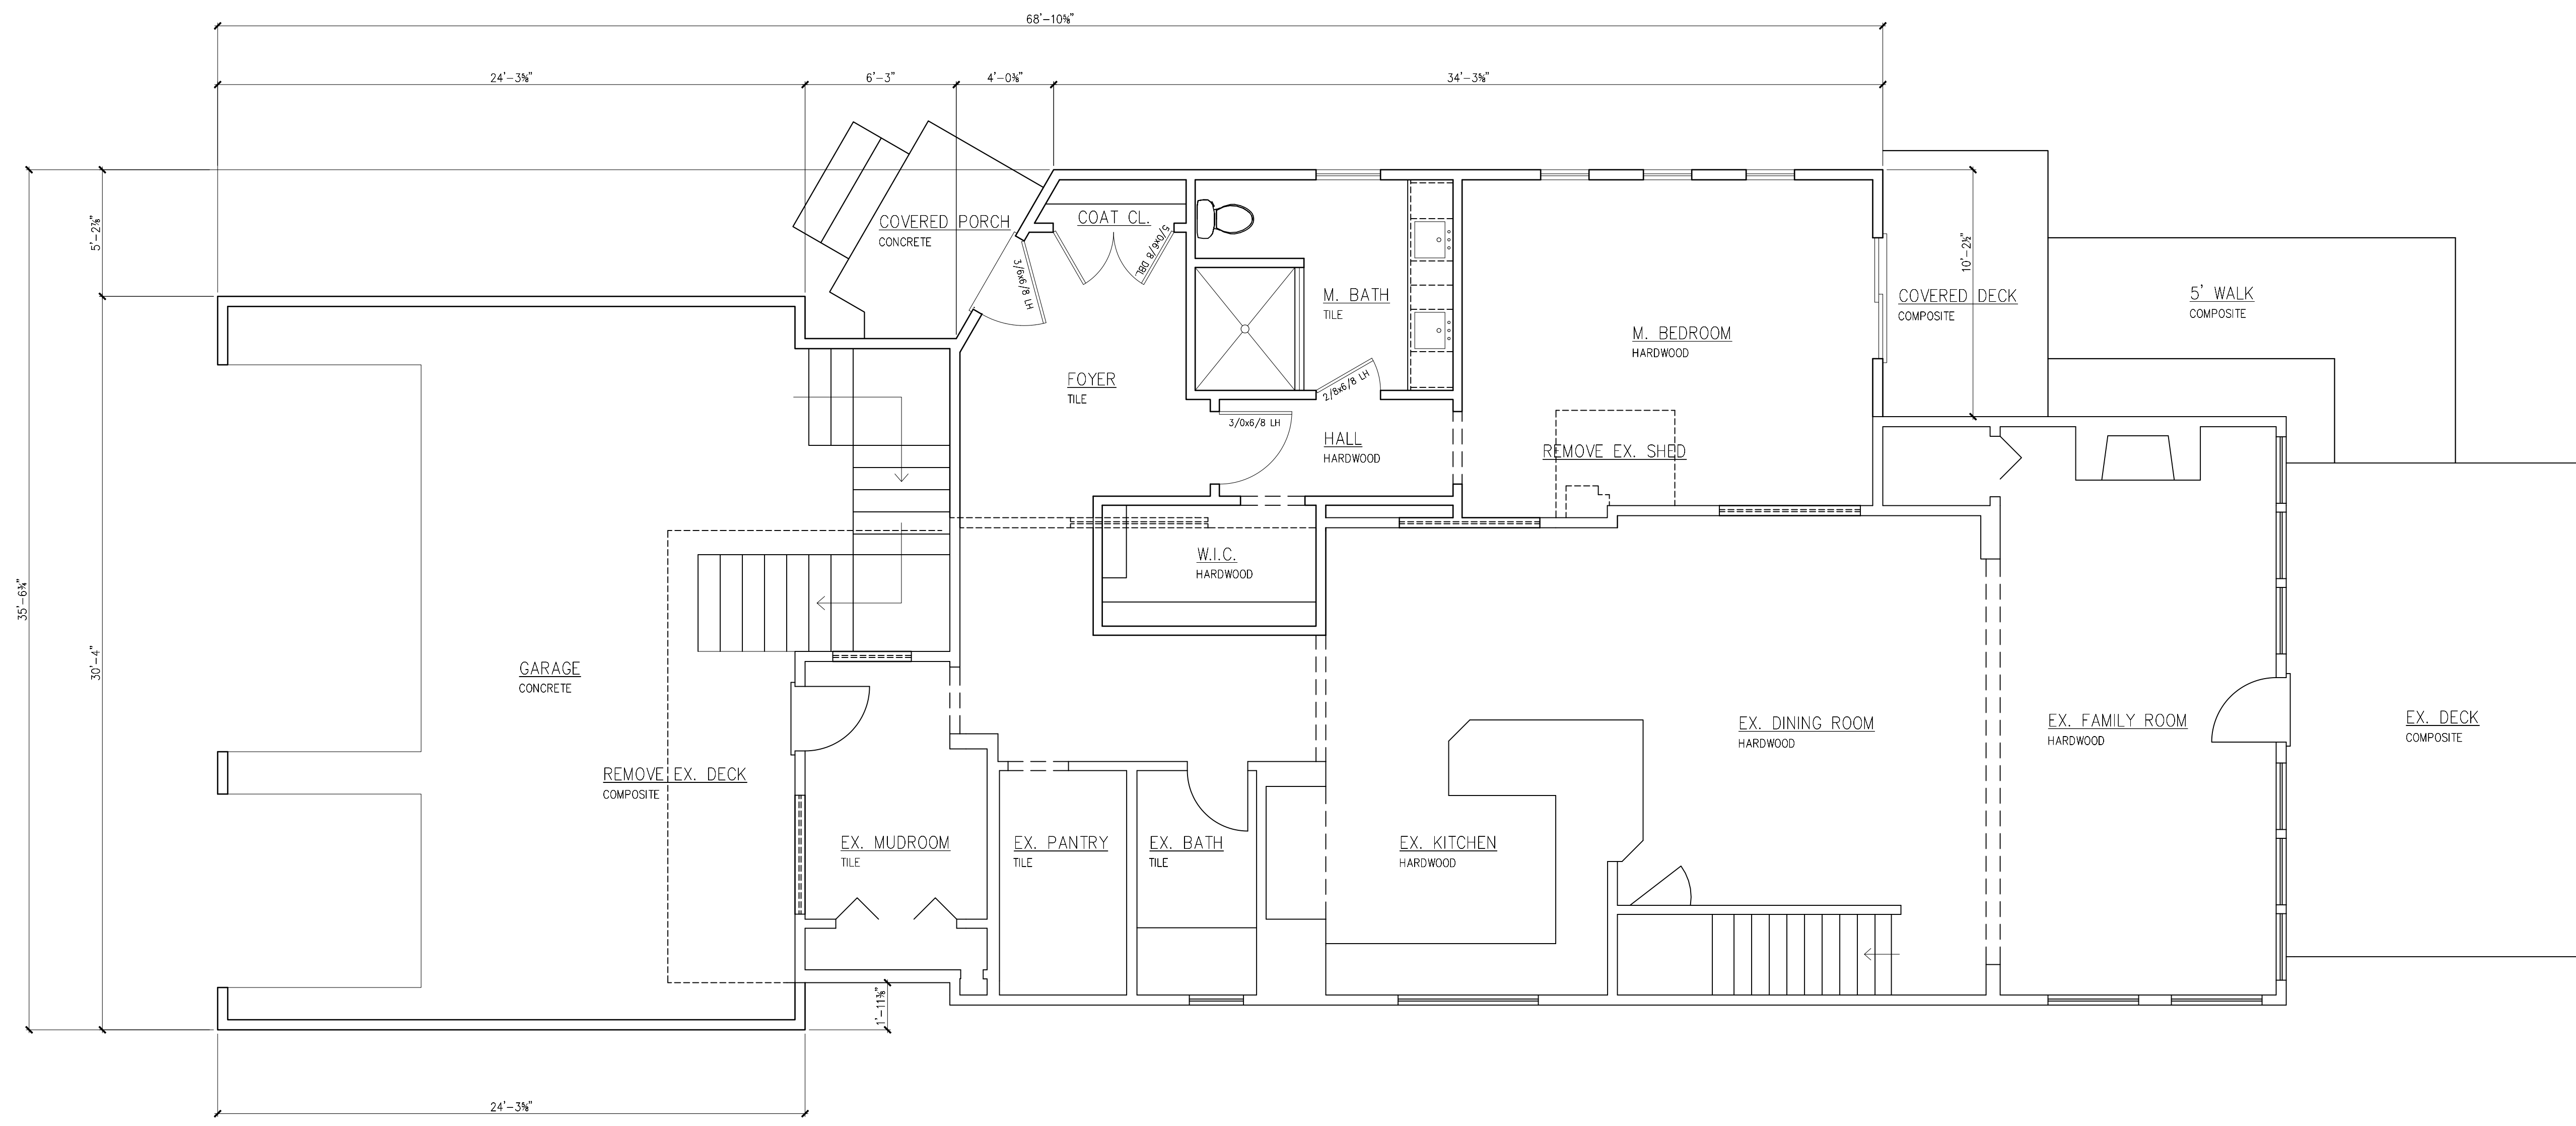 68'-10⅝"
24'-3⅝"
6'-3"
4'-0⅜"
34'-3⅝"
5'-2⅞"
35'-6¾"
30'-4"
10'-2½"
1'-11⅜"
24'-3⅝"
COVERED PORCH
CONCRETE
COAT CL.
5/0x6/8 DBL
3/6x6/8 LH
M. BATH
TILE
2/8x6/8 LH
M. BEDROOM
HARDWOOD
COVERED DECK
COMPOSITE
5' WALK
COMPOSITE
FOYER
TILE
3/0x6/8 LH
HALL
HARDWOOD
REMOVE EX. SHED
W.I.C.
HARDWOOD
GARAGE
CONCRETE
REMOVE EX. DECK
COMPOSITE
EX. MUDROOM
TILE
EX. PANTRY
TILE
EX. BATH
TILE
EX. KITCHEN
HARDWOOD
EX. DINING ROOM
HARDWOOD
EX. FAMILY ROOM
HARDWOOD
EX. DECK
COMPOSITE